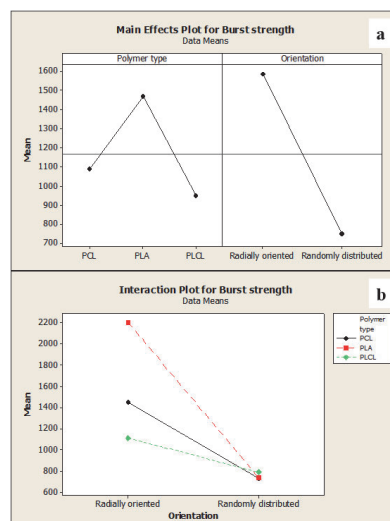 Main Effects Plot for Burst strength
a
Data Means
Polymer type
Orientation
1600
1500
1400
1300
1200
1100
1000
900
800
700
Mean
PCL
PLA
PLCL
Radially oriented
Randomly distributed
Interaction Plot for Burst strength
b
Data Means
2200
2000
1800
1600
1400
1200
1000
800
600
Mean
Polymer
type
PCL
PLA
PLCL
Radially oriented
Randomly distributed
Orientation